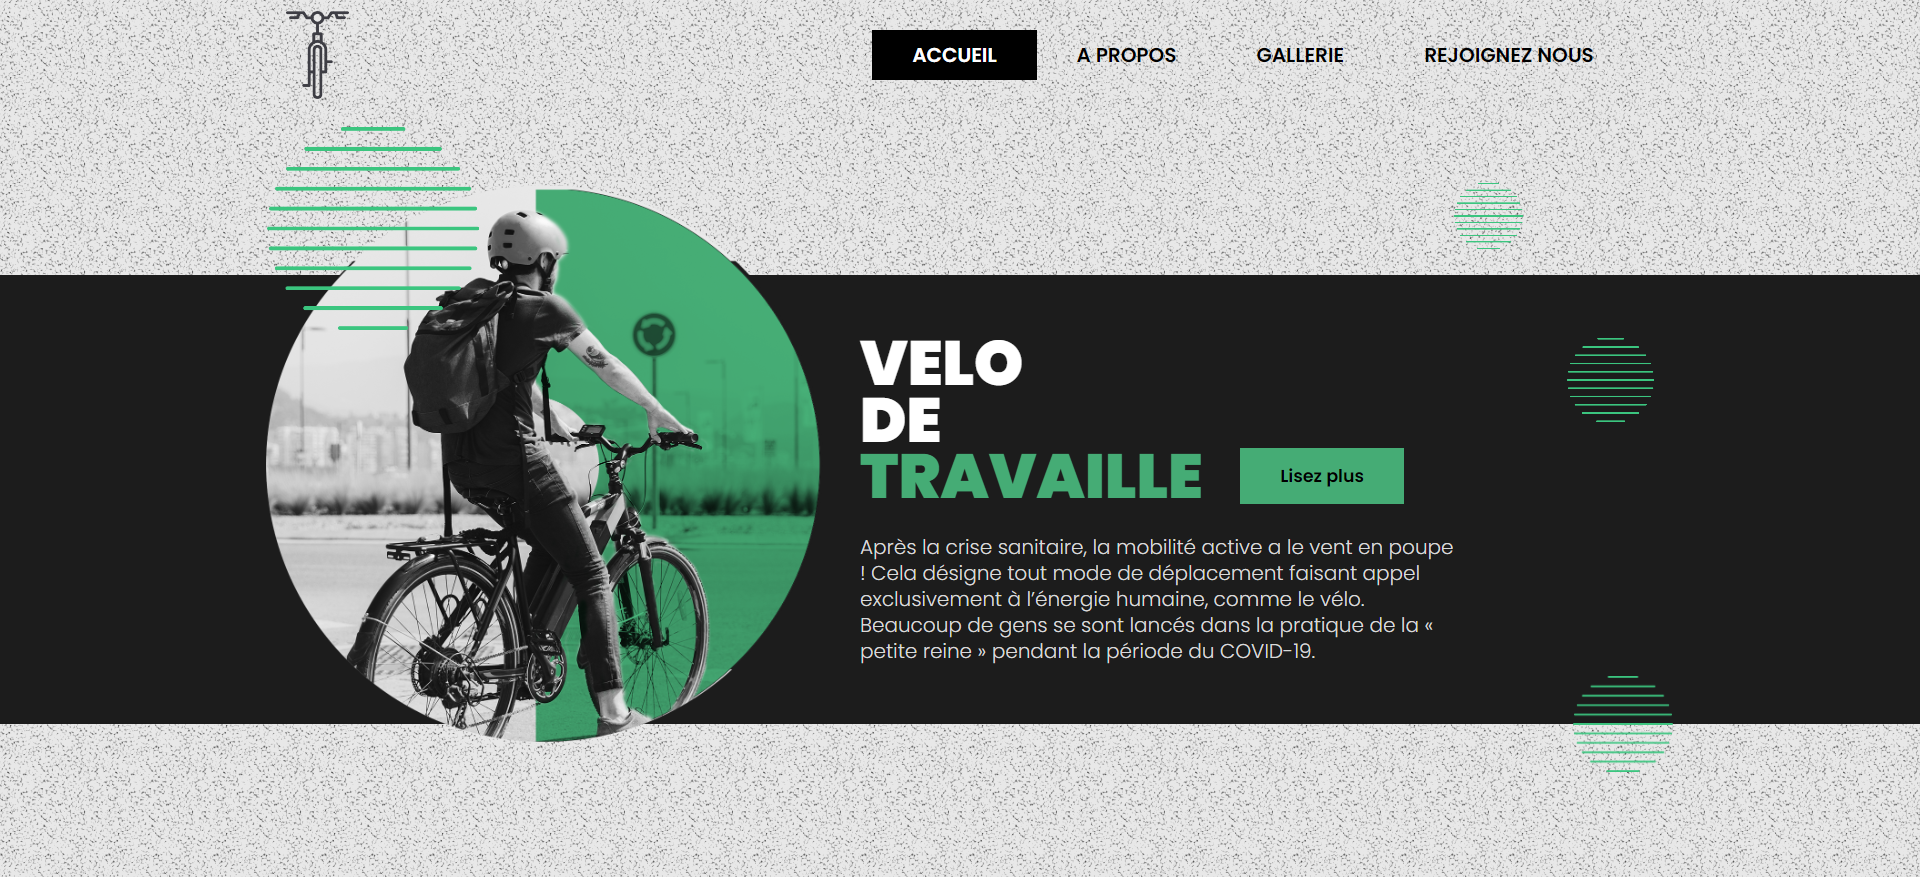 ACCUEIL A PROPOS GALLERIE REJOIGNEZ NOUS
VELO
DE
TRAVAILLE
Lisez plus
Après la crise sanitaire, la mobilité active a le vent en poupe
! Cela désigne tout mode de déplacement faisant appel
exclusivement à l’énergie humaine, comme le vélo.
Beaucoup de gens se sont lancés dans la pratique de la «
petite reine » pendant la période du COVID-19.